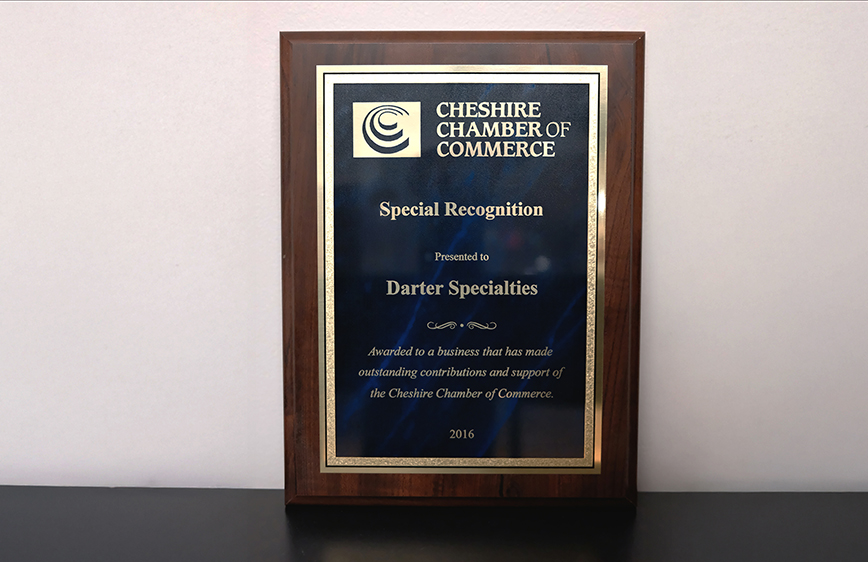 CHESHIRE
CHAMBER OF
COMMERCE
Special Recognition
Presented to
Darter Specialties
Awarded to a business that has made
outstanding contributions and support of
the Cheshire Chamber of Commerce.
2016